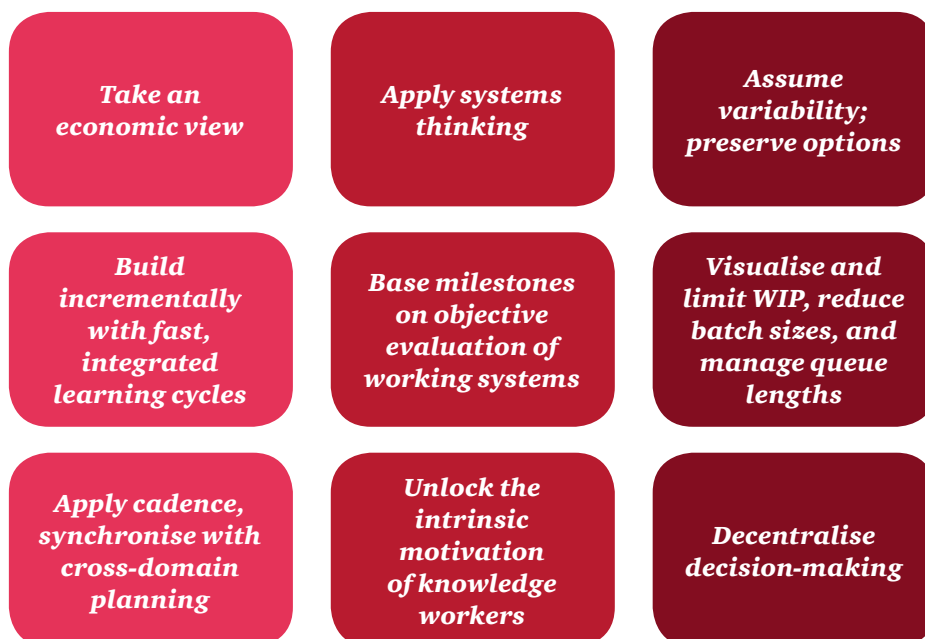 Take an
economic view
Apply systems
thinking
Assume
variability;
preserve options
Build
incrementally
with fast,
integrated
learning cycles
Base milestones
on objective
evaluation of
working systems
Visualise and
limit WIP, reduce
batch sizes, and
manage queue
lengths
Apply cadence,
synchronise with
cross-domain
planning
Unlock the
intrinsic
motivation
of knowledge
workers
Decentralise
decision-making